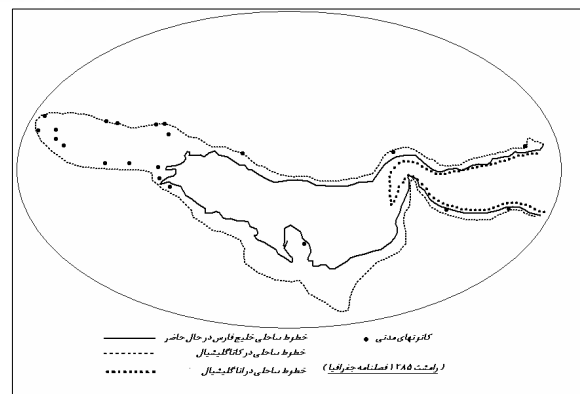 کانونهای مدنی خطوط ساحلی خلیج فارس در حال حاضر
خطوط ساحلی در کاتاگلیشیال
( رامشت ۱۳۸۵ فصلنامه جغرافیا ) خطوط ساحلی در اناگلیشیال